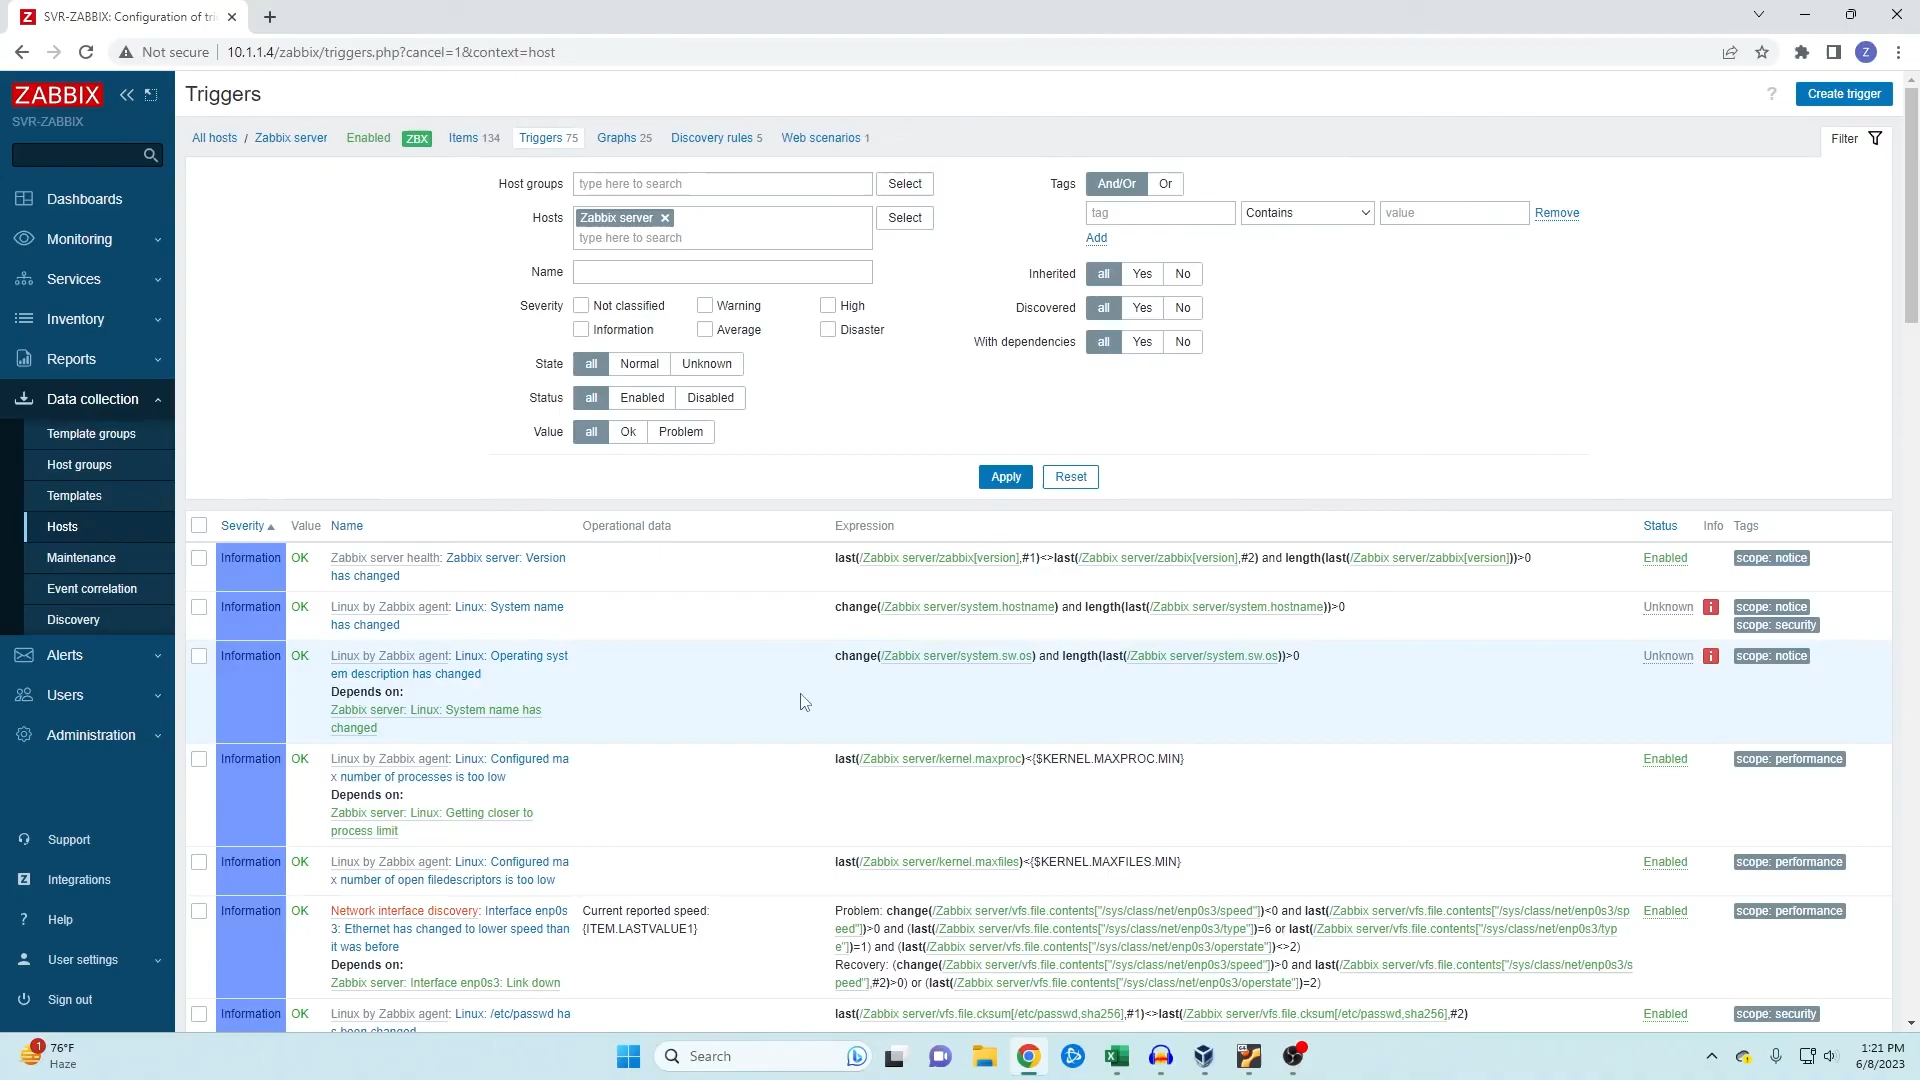 SVR-ZABBIX: Configuration of tri
Not secure
10.1.1.4/zabbix/triggers.php?cancel=1&context=host
Z
ZABBIX
SVR-ZABBIX
Dashboards
Monitoring
Services
Inventory
Reports
Data collection
Template groups
Host groups
Templates
Hosts
Maintenance
Event correlation
Discovery
Alerts
Users
Administration
Support
Integrations
Help
User settings
Sign out
Triggers
? Create trigger
All hosts / Zabbix server Enabled ZBX Items 134 Triggers 75 Graphs 25 Discovery rules 5 Web scenarios 1
Filter
Host groups type here to search Select
Hosts Zabbix server Select
type here to search
Name
Severity Not classified Warning High
Information Average Disaster
State all Normal Unknown
Status all Enabled Disabled
Value all Ok Problem
Tags And/Or Or
tag Contains value Remove
Add
Inherited all Yes No
Discovered all Yes No
With dependencies all Yes No
Apply Reset
Severity Value Name Operational data Expression Status Info Tags
Information OK Zabbix server health: Zabbix server: Version last(/Zabbix server/zabbix[version],#1)<>last(/Zabbix server/zabbix[version],#2) and length(last(/Zabbix server/zabbix[version]))>0 Enabled scope: notice
has changed
Information OK Linux by Zabbix agent: Linux: System name change(/Zabbix server/system.hostname) and length(last(/Zabbix server/system.hostname))>0 Unknown i scope: notice
has changed scope: security
Information OK Linux by Zabbix agent: Linux: Operating syst change(/Zabbix server/system.sw.os) and length(last(/Zabbix server/system.sw.os))>0 Unknown i scope: notice
em description has changed
Depends on:
Zabbix server: Linux: System name has
changed
Information OK Linux by Zabbix agent: Linux: Configured ma last(/Zabbix server/kernel.maxproc)<{$KERNEL.MAXPROC.MIN} Enabled scope: performance
x number of processes is too low
Depends on:
Zabbix server: Linux: Getting closer to
process limit
Information OK Linux by Zabbix agent: Linux: Configured ma last(/Zabbix server/kernel.maxfiles)<{$KERNEL.MAXFILES.MIN} Enabled scope: performance
x number of open filedescriptors is too low
Information OK Network interface discovery: Interface enp0s Current reported speed: Problem: change(/Zabbix server/vfs.file.contents["/sys/class/net/enp0s3/speed"])<0 and last(/Zabbix server/vfs.file.contents["/sys/class/net/enp0s3/sp Enabled scope: performance
3: Ethernet has changed to lower speed than {ITEM.LASTVALUE1} eed"])>0 and (last(/Zabbix server/vfs.file.contents["/sys/class/net/enp0s3/type"])=6 or last(/Zabbix server/vfs.file.contents["/sys/class/net/enp0s3/typ
it was before e"])=1) and (last(/Zabbix server/vfs.file.contents["/sys/class/net/enp0s3/operstate"])<>2)
Depends on: Recovery: (change(/Zabbix server/vfs.file.contents["/sys/class/net/enp0s3/speed"])>0 and last(/Zabbix server/vfs.file.contents["/sys/class/net/enp0s3/s
Zabbix server: Interface enp0s3: Link down peed"],#2)>0) or (last(/Zabbix server/vfs.file.contents["/sys/class/net/enp0s3/operstate"])=2)
Information OK Linux by Zabbix agent: Linux: /etc/passwd ha last(/Zabbix server/vfs.file.cksum[/etc/passwd,sha256],#1)<>last(/Zabbix server/vfs.file.cksum[/etc/passwd,sha256],#2) Enabled scope: security
s been changed
1
76°F
Haze
Search
1:21 PM
6/8/2023